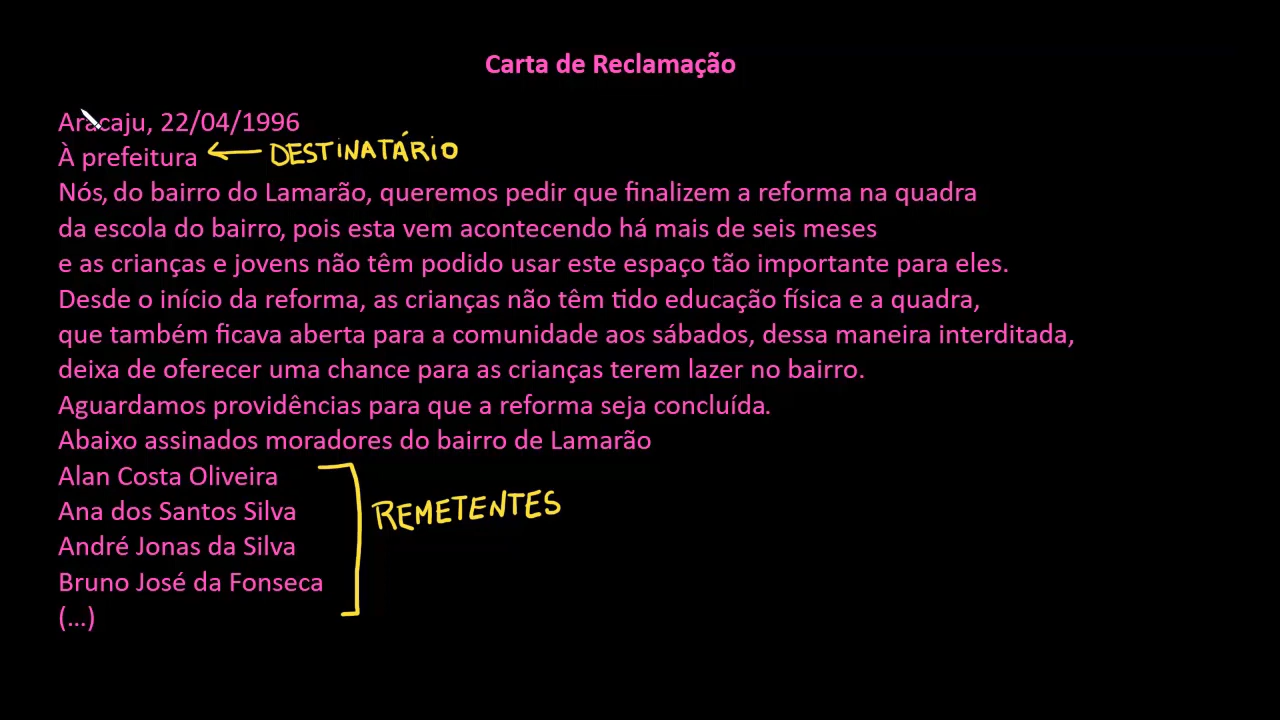 Carta de Reclamação
Aracaju, 22/04/1996
À prefeitura ← DESTINATÁRIO
Nós, do bairro do Lamarão, queremos pedir que finalizem a reforma na quadra
da escola do bairro, pois esta vem acontecendo há mais de seis meses
e as crianças e jovens não têm podido usar este espaço tão importante para eles.
Desde o início da reforma, as crianças não têm tido educação física e a quadra,
que também ficava aberta para a comunidade aos sábados, dessa maneira interditada,
deixa de oferecer uma chance para as crianças terem lazer no bairro.
Aguardamos providências para que a reforma seja concluída.
Abaixo assinados moradores do bairro de Lamarão
Alan Costa Oliveira
Ana dos Santos Silva
REMETENTES
André Jonas da Silva
Bruno José da Fonseca
(...)